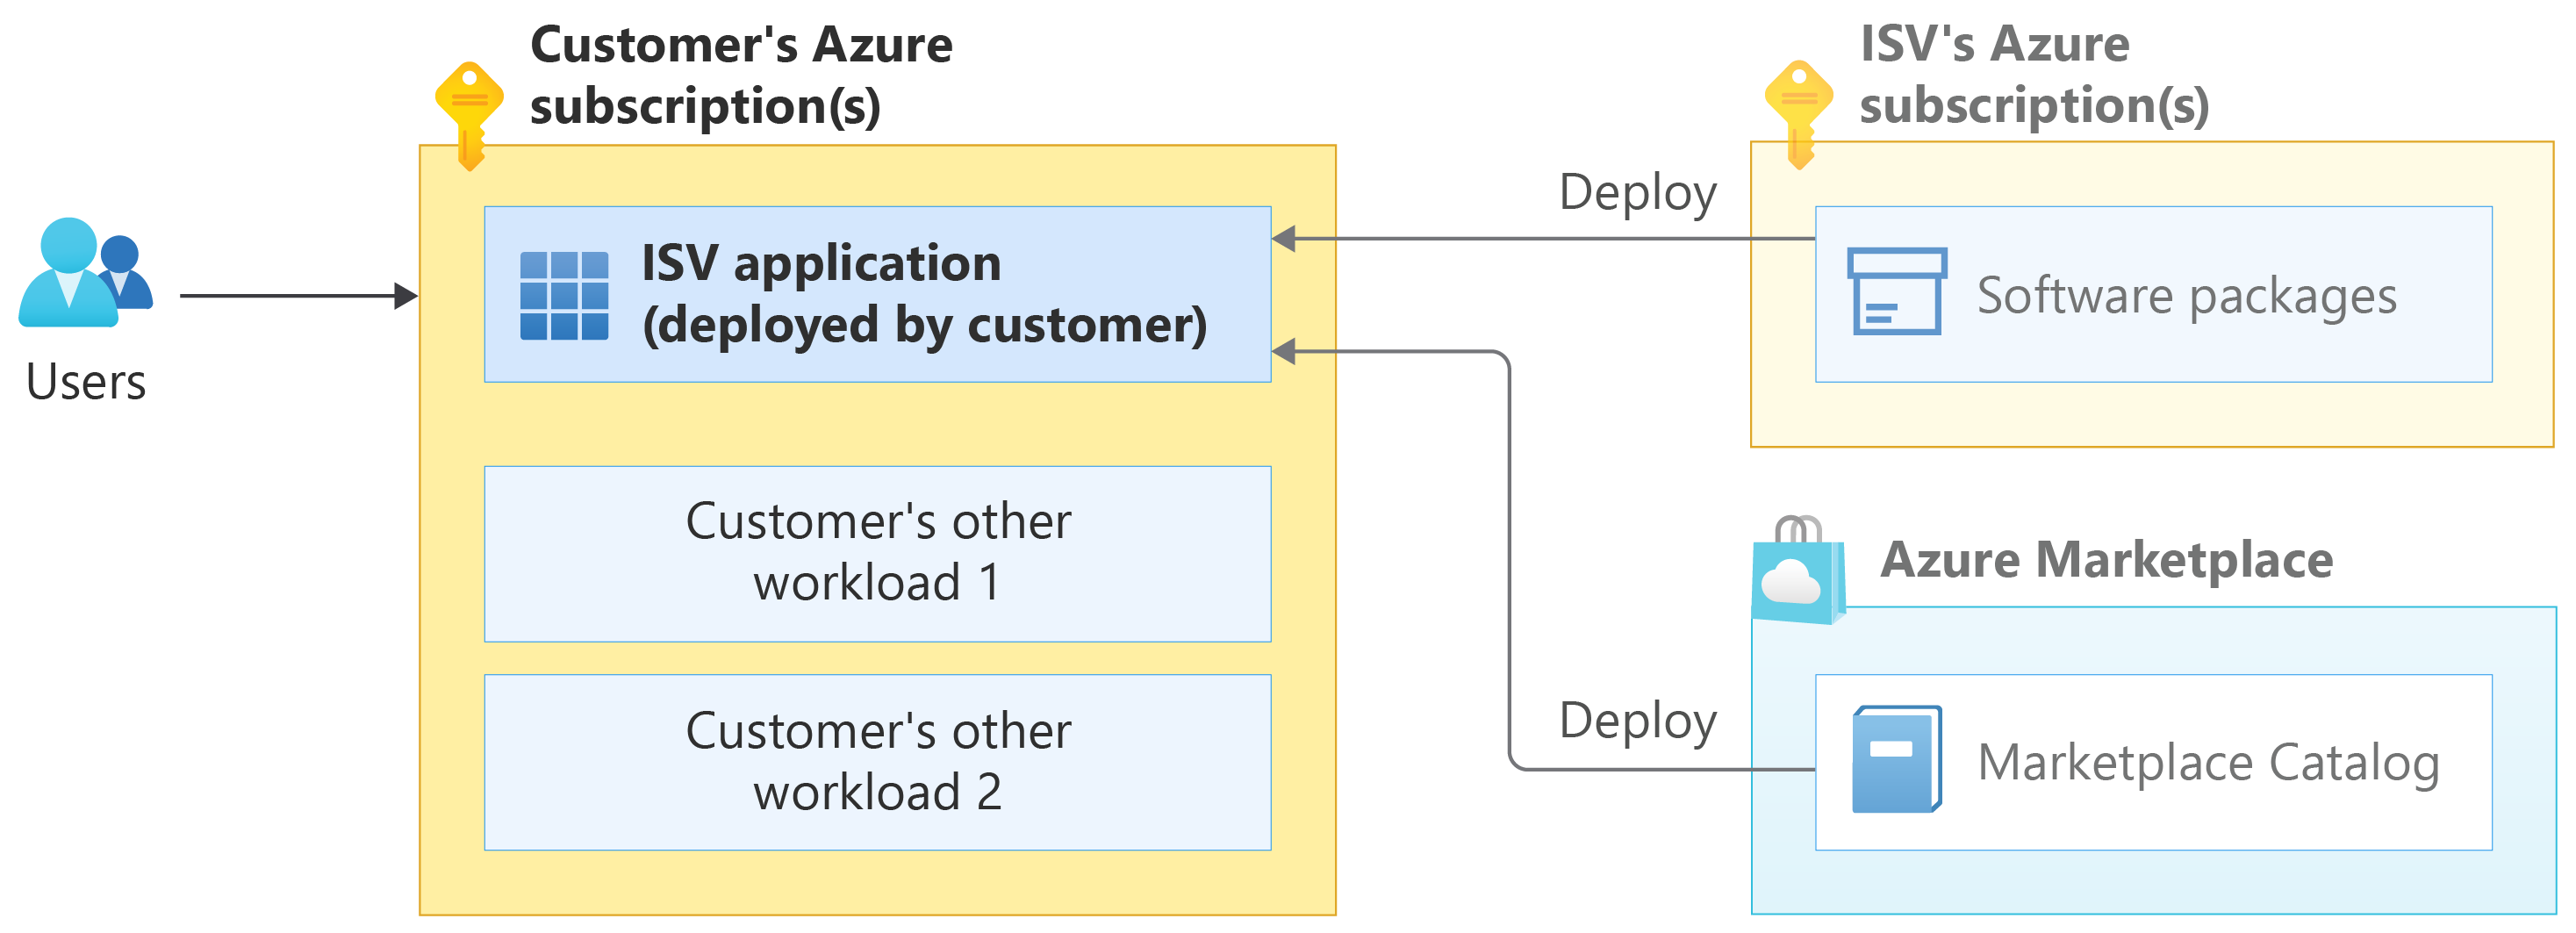 Customer's Azure
subscription(s)
ISV's Azure
subscription(s)
Users
ISV application
(deployed by customer)
Deploy
Software packages
Customer's other
workload 1
Azure Marketplace
Customer's other
workload 2
Deploy
Marketplace Catalog